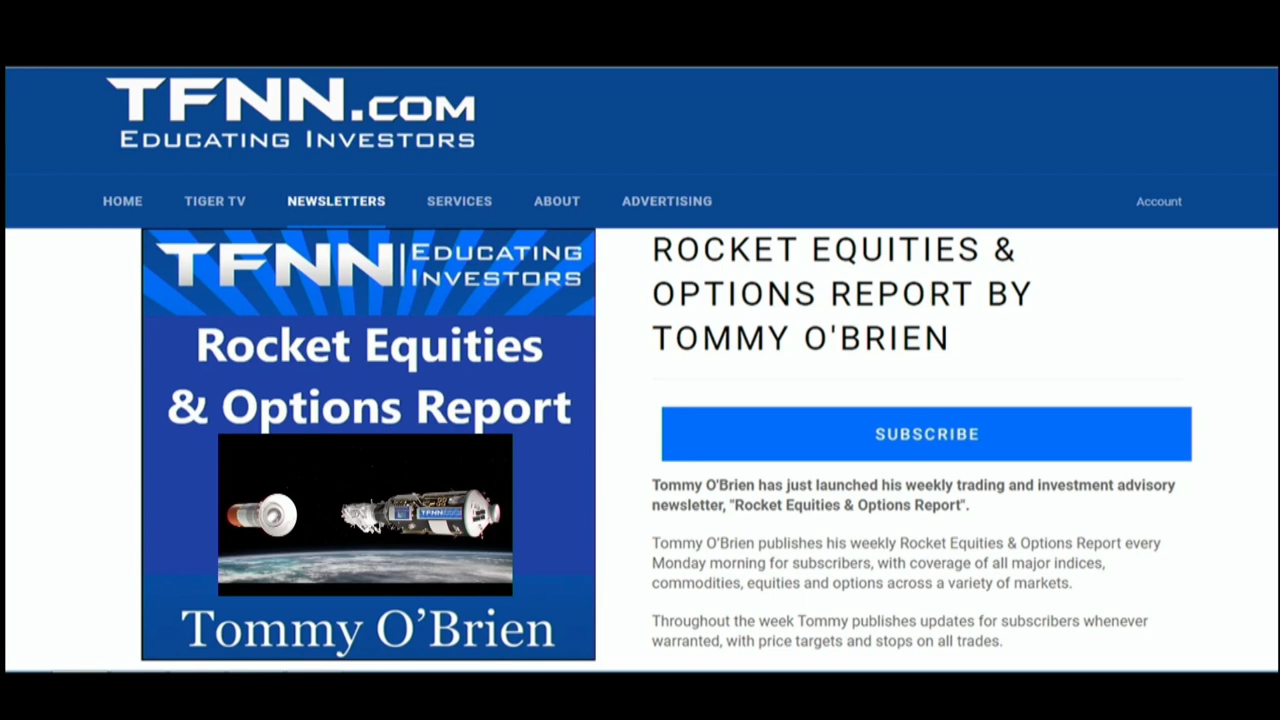 TFNN.COM
EDUCATING INVESTORS
HOME TIGER TV NEWSLETTERS SERVICES ABOUT ADVERTISING Account
TFNN EDUCATING
INVESTORS
Rocket Equities
& Options Report
TFNN
Tommy O'Brien
ROCKET EQUITIES &
OPTIONS REPORT BY
TOMMY O'BRIEN
SUBSCRIBE
Tommy O'Brien has just launched his weekly trading and investment advisory
newsletter, "Rocket Equities & Options Report".
Tommy O'Brien publishes his weekly Rocket Equities & Options Report every
Monday morning for subscribers, with coverage of all major indices,
commodities, equities and options across a variety of markets.
Throughout the week Tommy publishes updates for subscribers whenever
warranted, with price targets and stops on all trades.